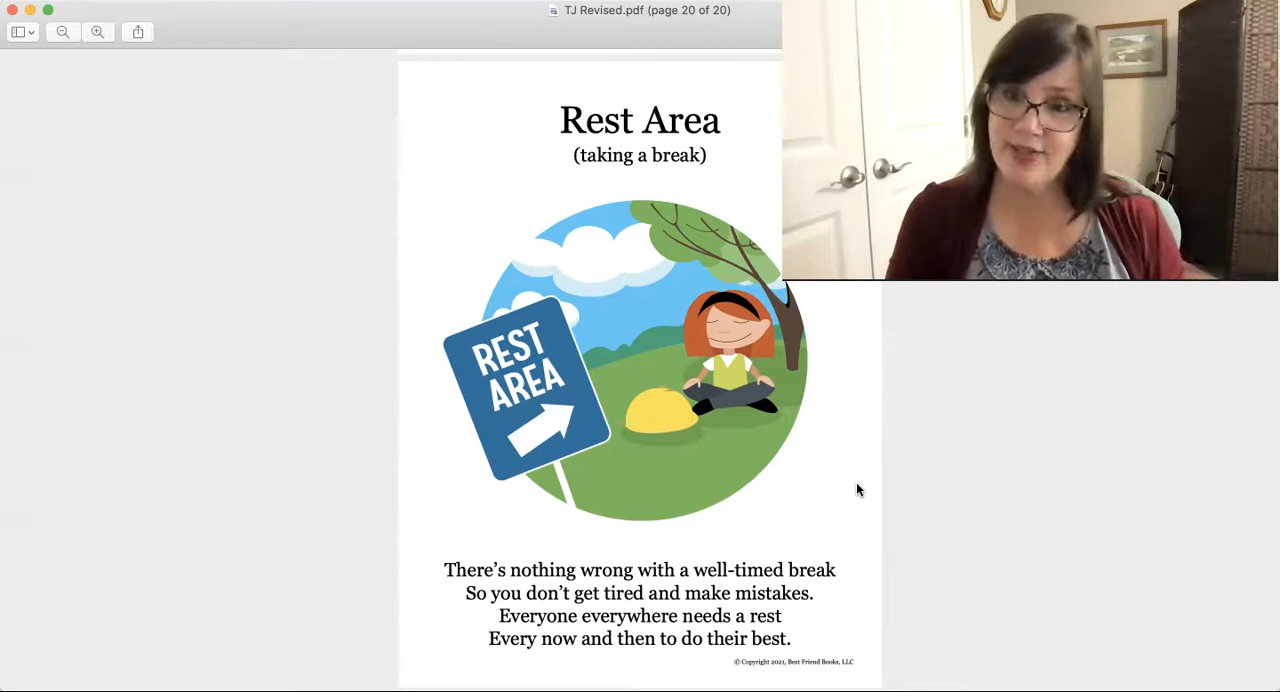 TJ Revised.pdf (page 20 of 20)
Rest Area
(taking a break)
REST
AREA
There’s nothing wrong with a well-timed break
So you don’t get tired and make mistakes.
Everyone everywhere needs a rest
Every now and then to do their best.
© Copyright 2021, Best Friend Books, LLC